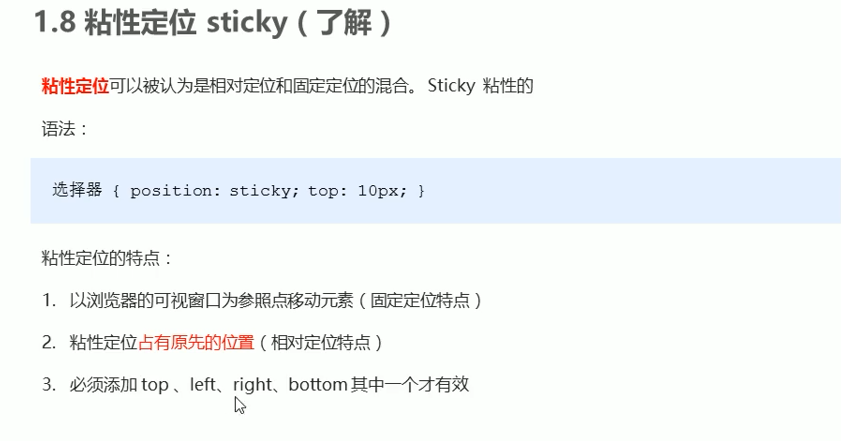 1.8 粘性定位 sticky（了解）
粘性定位可以被认为是相对定位和固定定位的混合。Sticky 粘性的
语法：
选择器 { position: sticky; top: 10px; }
粘性定位的特点：
1. 以浏览器的可视窗口为参照点移动元素（固定定位特点）
2. 粘性定位占有原先的位置（相对定位特点）
3. 必须添加 top 、left、right、bottom 其中一个才有效